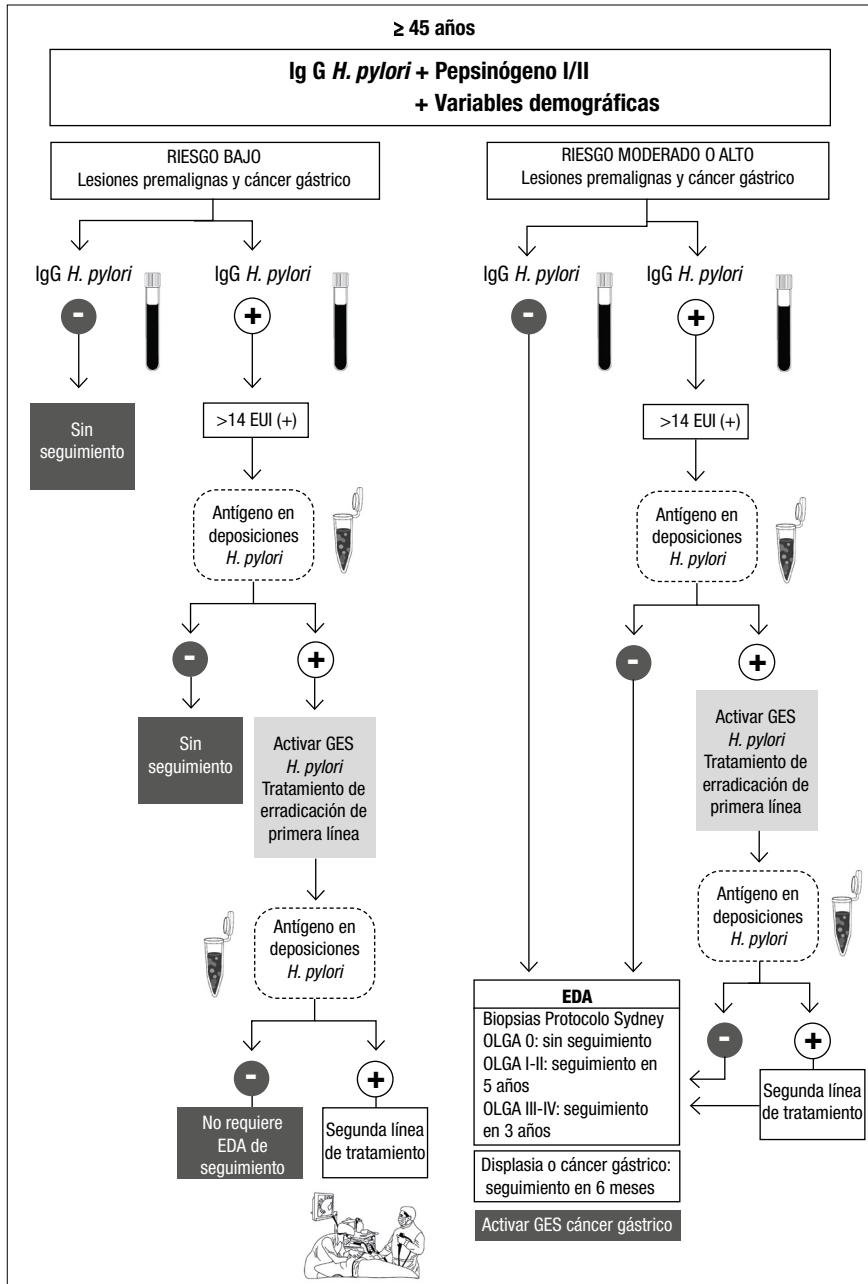 ≥ 45 años
Ig G H. pylori + Pepsinógeno I/II
+ Variables demográficas
RIESGO BAJO
Lesiones premalignas y cáncer gástrico
IgG H. pylori
-
IgG H. pylori
+
Sin
seguimiento
>14 EUI (+)
Antígeno en
deposiciones
H. pylori
-
+
Sin
seguimiento
Activar GES
H. pylori
Tratamiento de
erradicación de
primera línea
Antígeno en
deposiciones
H. pylori
-
+
No requiere
EDA de
seguimiento
Segunda línea
de tratamiento
RIESGO MODERADO O ALTO
Lesiones premalignas y cáncer gástrico
IgG H. pylori
-
IgG H. pylori
+
>14 EUI (+)
Antígeno en
deposiciones
H. pylori
-
+
Activar GES
H. pylori
Tratamiento de
erradicación de
primera línea
Antígeno en
deposiciones
H. pylori
-
+
Segunda línea
de tratamiento
EDA
Biopsias Protocolo Sydney
OLGA 0: sin seguimiento
OLGA I-II: seguimiento en
5 años
OLGA III-IV: seguimiento
en 3 años
Displasia o cáncer gástrico:
seguimiento en 6 meses
Activar GES cáncer gástrico